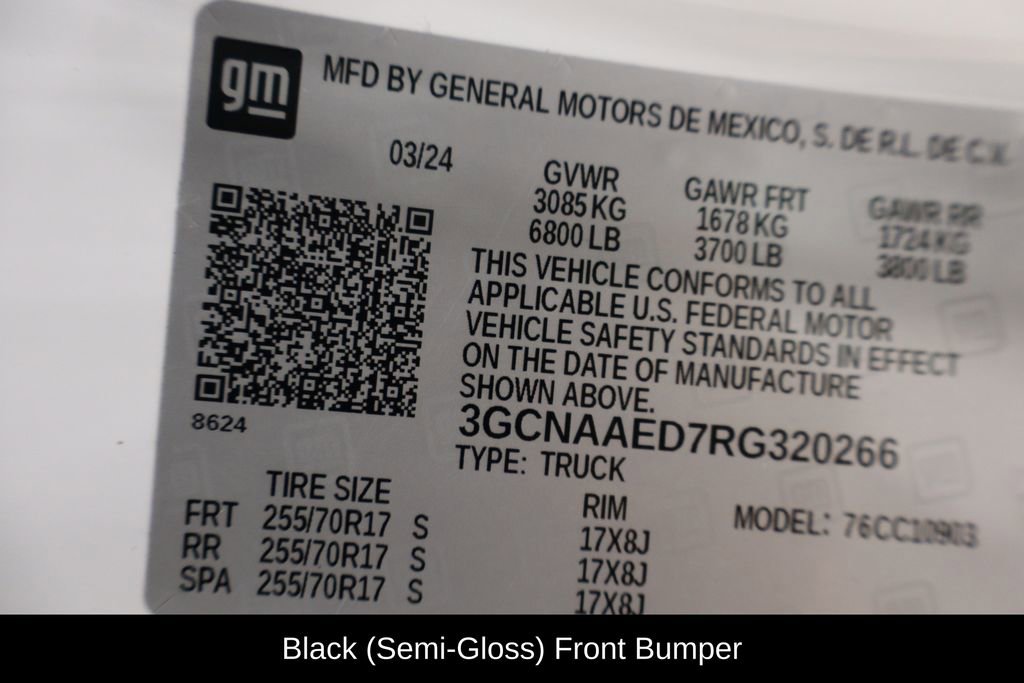 gm
MFD BY GENERAL MOTORS DE MEXICO, S. DE R.L. DE C.V.
03/24
GVWR GAWR FRT GAWR RR
3085 KG 1678 KG 1724 KG
6800 LB 3700 LB 3800 LB
THIS VEHICLE CONFORMS TO ALL
APPLICABLE U.S. FEDERAL MOTOR
VEHICLE SAFETY STANDARDS IN EFFECT
ON THE DATE OF MANUFACTURE
SHOWN ABOVE.
8624
3GCNAAED7RG320266
TYPE: TRUCK
TIRE SIZE RIM MODEL: 76CC10903
FRT 255/70R17 S 17X8J
RR 255/70R17 S 17X8J
SPA 255/70R17 S 17X8J
Black (Semi-Gloss) Front Bumper